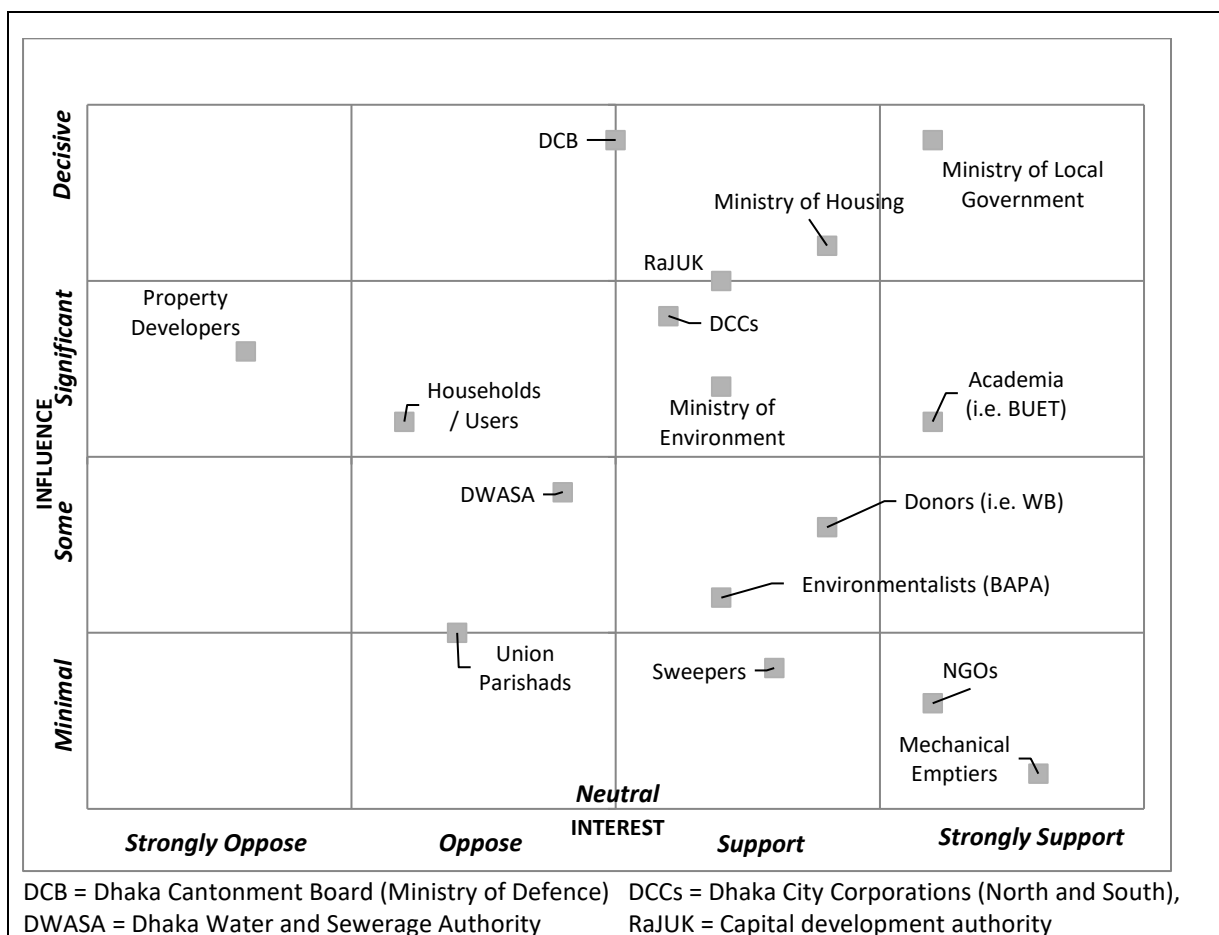 Decisive
DCB
Ministry of Local
Government
Ministry of Housing
RaJUK
Significant
Property
Developers
DCCs
Households
/ Users
Ministry of
Environment
Academia
(i.e. BUET)
INFLUENCE
Some
DWASA
Donors (i.e. WB)
Environmentalists (BAPA)
Minimal
Union
Parishads
Sweepers
NGOs
Mechanical
Emptiers
Neutral
INTEREST
Strongly Oppose
Oppose
Support
Strongly Support
DCB = Dhaka Cantonment Board (Ministry of Defence) DCCs = Dhaka City Corporations (North and South),
DWASA = Dhaka Water and Sewerage Authority RaJUK = Capital development authority